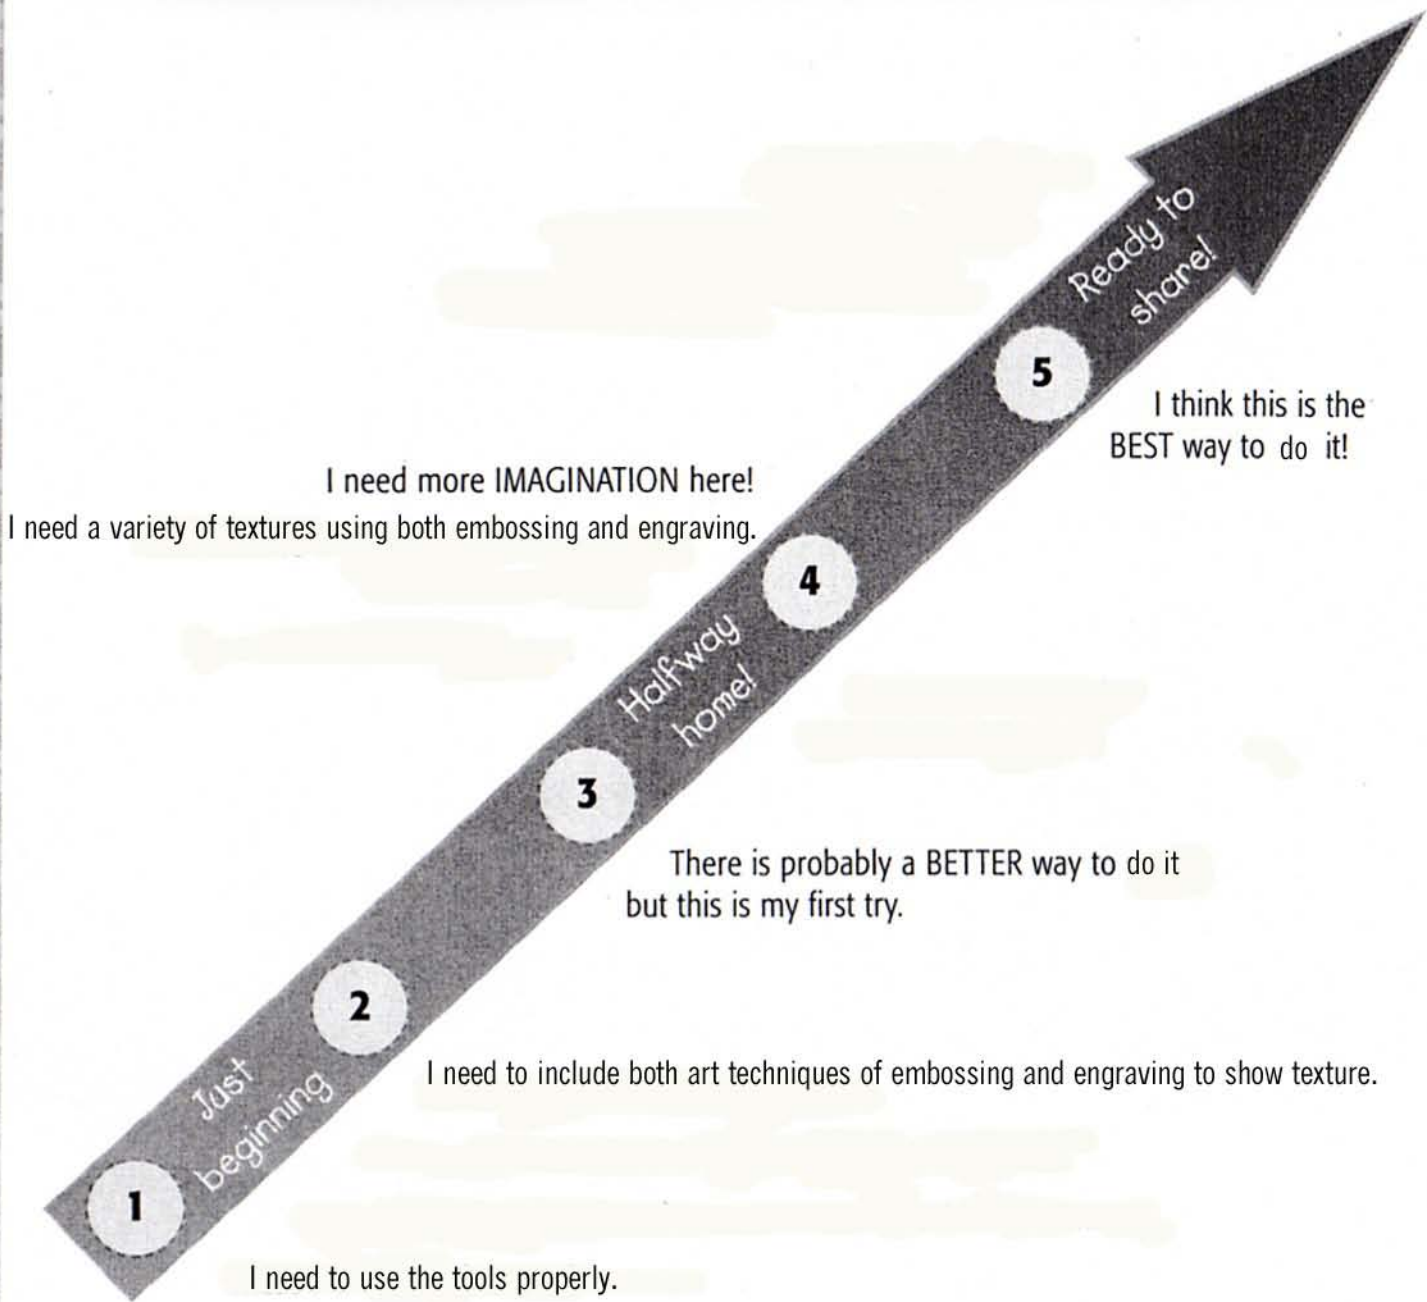 Ready to
share!
5
I think this is the
BEST way to do it!
I need more IMAGINATION here!
I need a variety of textures using both embossing and engraving.
4
Halfway
home!
3
There is probably a BETTER way to do it
but this is my first try.
2
I need to include both art techniques of embossing and engraving to show texture.
Just
beginning
1
I need to use the tools properly.